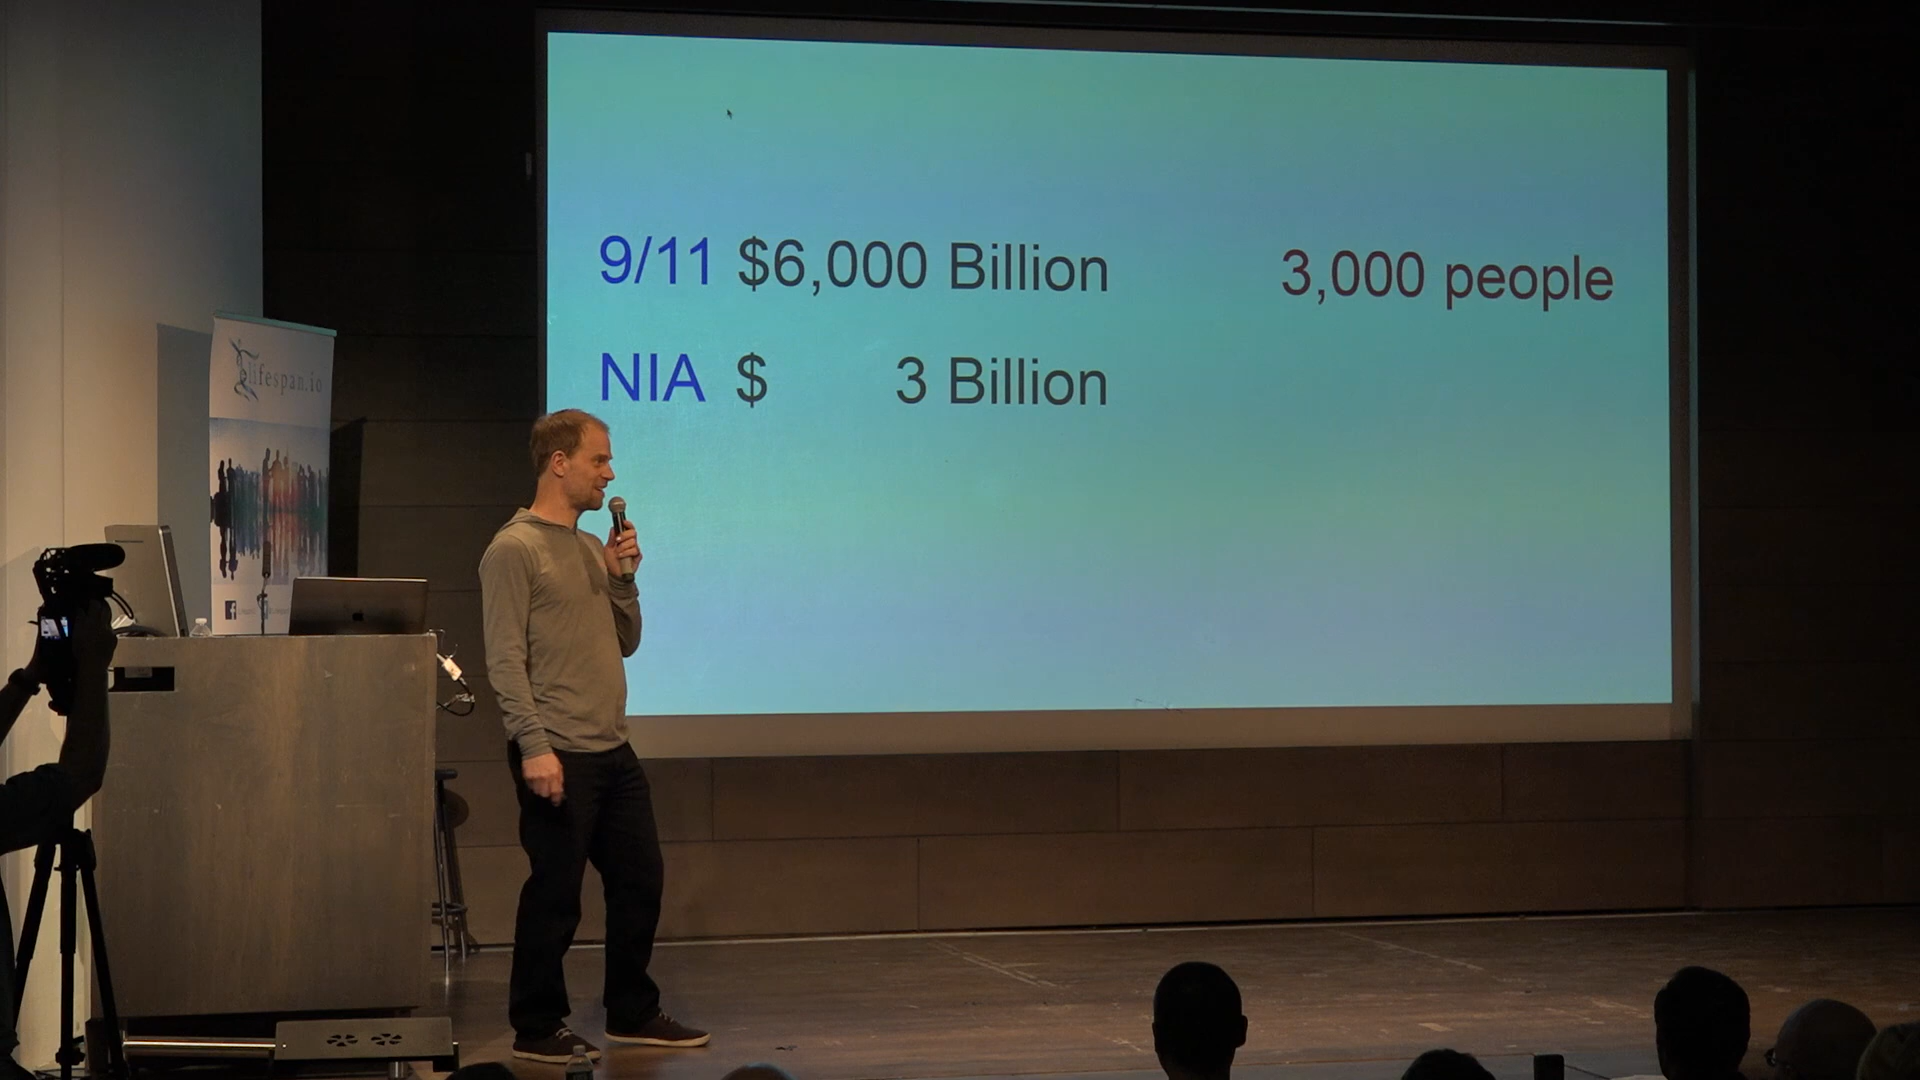 9/11 $6,000 Billion 3,000 people
NIA $ 3 Billion
lifespan.io